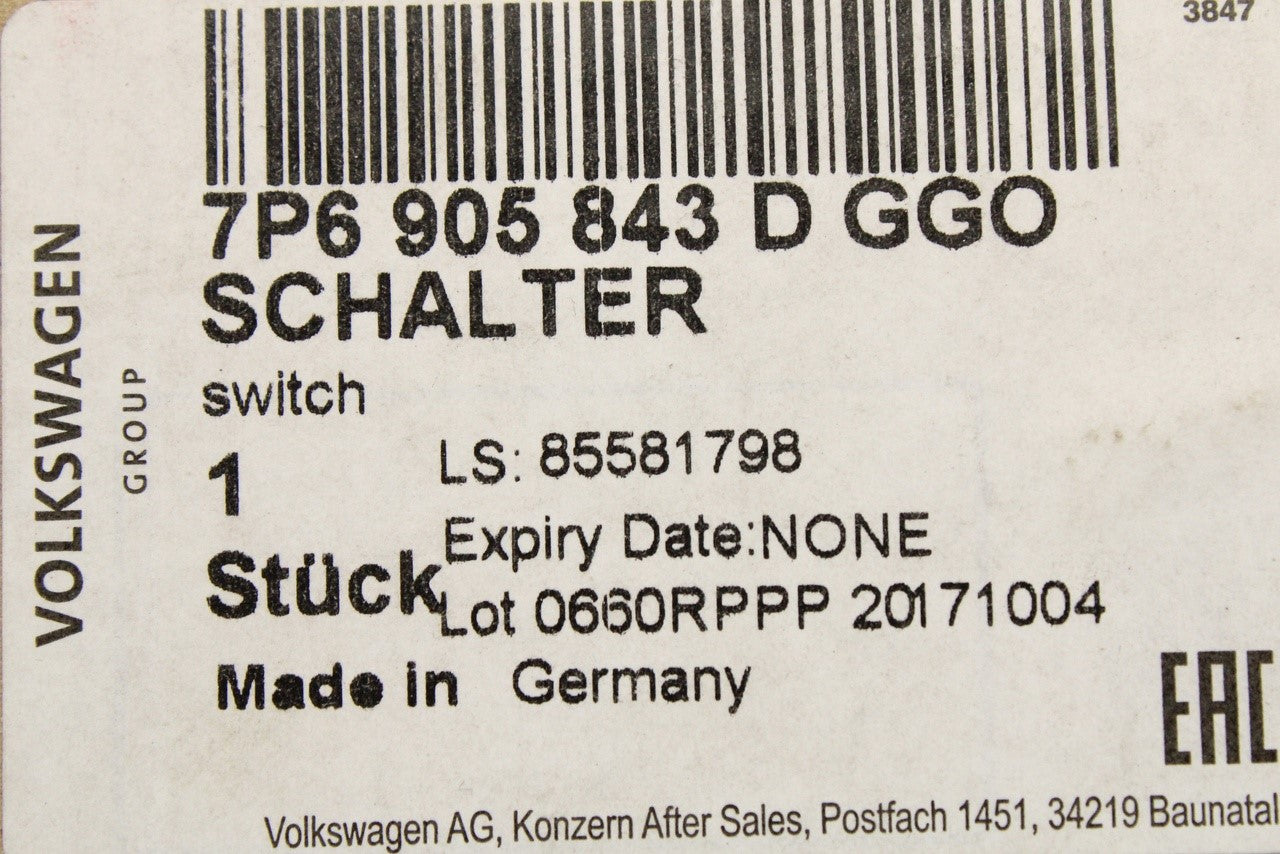 3847
7P6 905 843 D GGO
SCHALTER
switch
1
LS: 85581798
Expiry Date:NONE
Stück
Lot 0660RPPP 20171004
Made in Germany
EAC
Volkswagen AG, Konzern After Sales, Postfach 1451, 34219 Baunatal
VOLKSWAGEN
GROUP